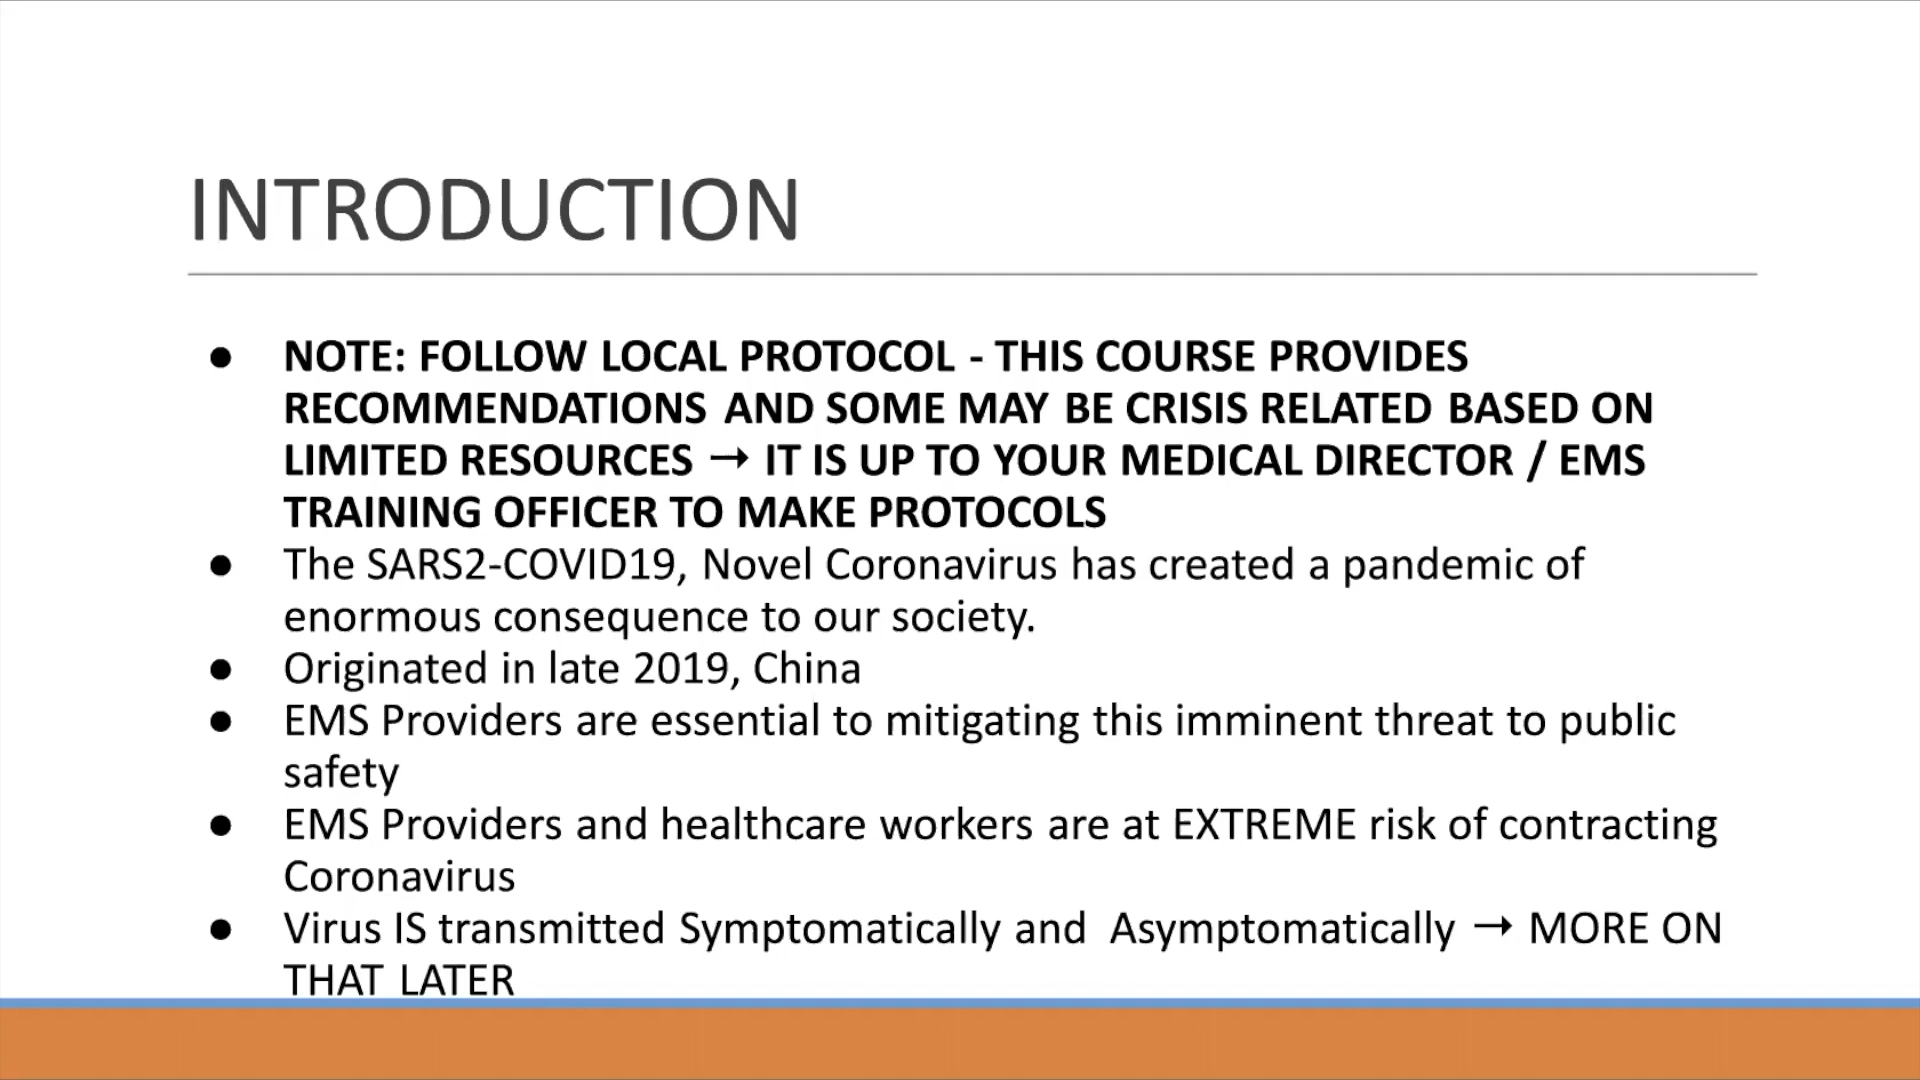 INTRODUCTION
● NOTE: FOLLOW LOCAL PROTOCOL - THIS COURSE PROVIDES
RECOMMENDATIONS AND SOME MAY BE CRISIS RELATED BASED ON
LIMITED RESOURCES → IT IS UP TO YOUR MEDICAL DIRECTOR / EMS
TRAINING OFFICER TO MAKE PROTOCOLS
● The SARS2-COVID19, Novel Coronavirus has created a pandemic of
enormous consequence to our society.
● Originated in late 2019, China
● EMS Providers are essential to mitigating this imminent threat to public
safety
● EMS Providers and healthcare workers are at EXTREME risk of contracting
Coronavirus
● Virus IS transmitted Symptomatically and Asymptomatically → MORE ON
THAT LATER